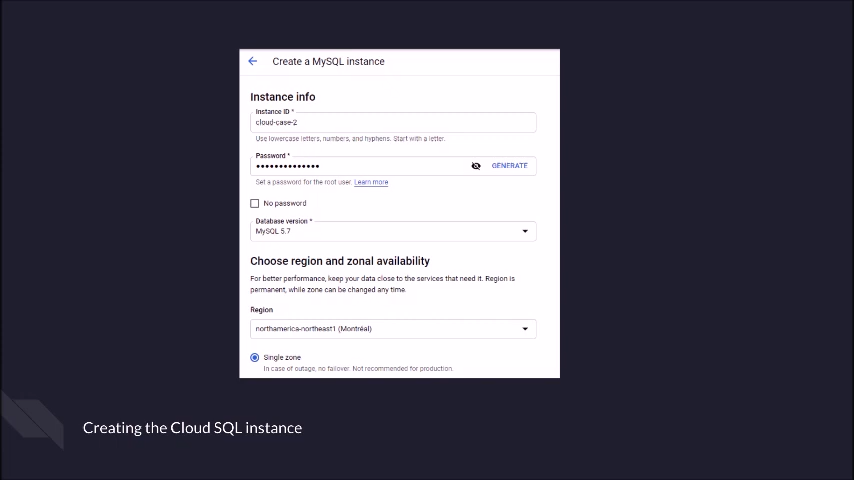 Create a MySQL instance
Instance info
Instance ID *
cloud-case-2
Use lowercase letters, numbers, and hyphens. Start with a letter.
Password *
••••••••••••••
GENERATE
Set a password for the root user. Learn more
No password
Database version *
MySQL 5.7
Choose region and zonal availability
For better performance, keep your data close to the services that need it. Region is
permanent, while zone can be changed any time.
Region
northamerica-northeast1 (Montréal)
Single zone
In case of outage, no failover. Not recommended for production.
Creating the Cloud SQL instance